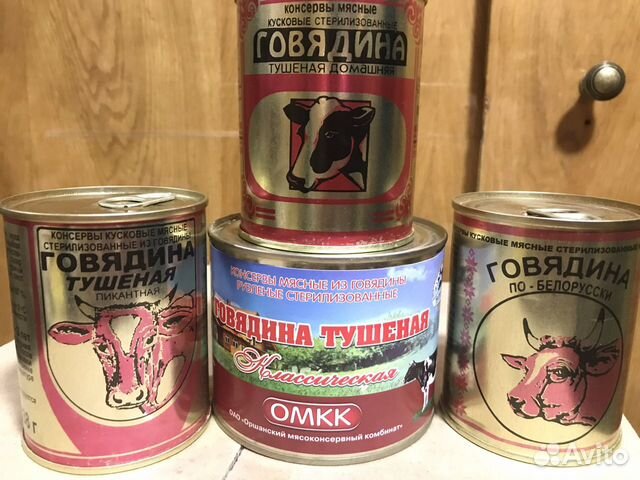 КОНСЕРВЫ МЯСНЫЕ
КУСКОВЫЕ СТЕРИЛИЗОВАННЫЕ
ГОВЯДИНА
ТУШЕНАЯ ДОМАШНЯЯ
КОНСЕРВЫ КУСКОВЫЕ МЯСНЫЕ
СТЕРИЛИЗОВАННЫЕ ИЗ ГОВЯДИНЫ
ГОВЯДИНА
ТУШЕНАЯ
ПИКАНТНАЯ
8 г
КОНСЕРВЫ МЯСНЫЕ ИЗ ГОВЯДИНЫ
РУБЛЕНЫЕ СТЕРИЛИЗОВАННЫЕ
ГОВЯДИНА ТУШЕНАЯ
Классическая
ОМКК
ОАО «Оршанский мясоконсервный комбинат»
КУСКОВЫЕ МЯСНЫЕ СТЕРИЛИЗОВАННЫЕ
ГОВЯДИНА
ПО - БЕЛОРУССКИ
Avito